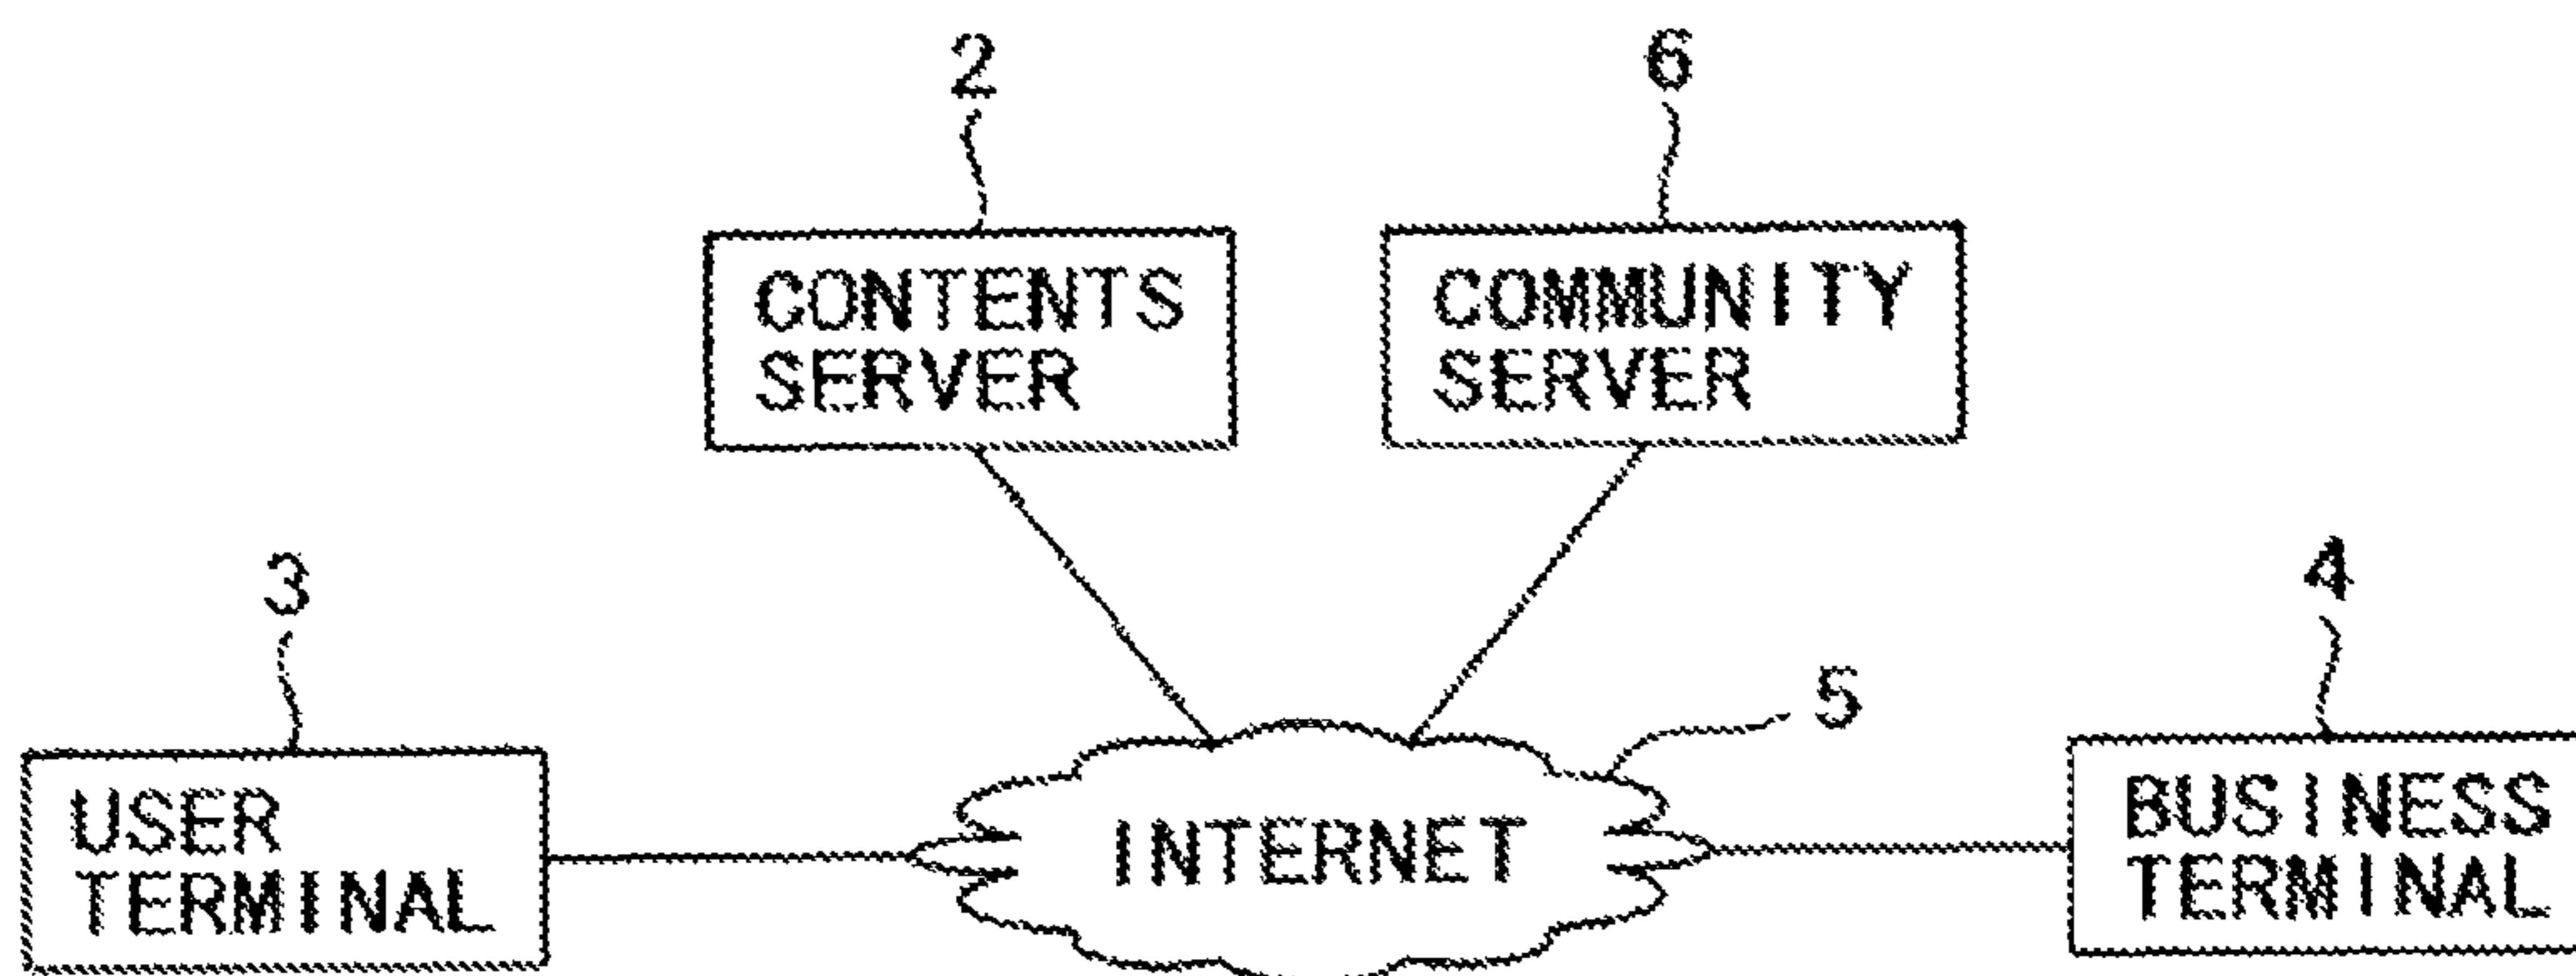 2
6
CONTENTS
SERVER
COMMUNITY
SERVER
3
4
5
USER
TERMINAL
INTERNET
BUSINESS
TERMINAL